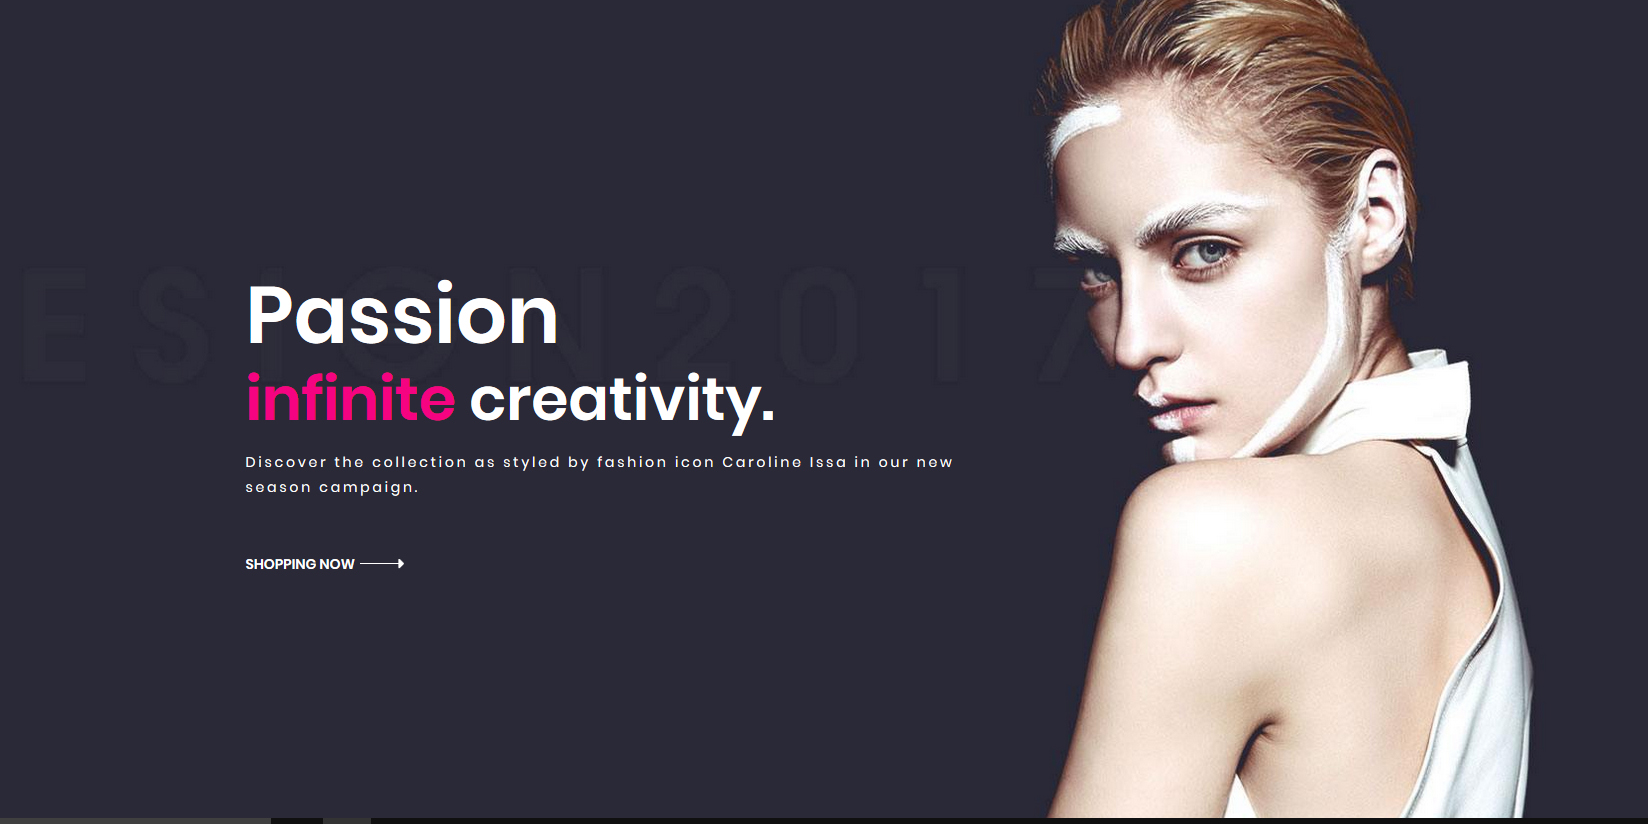 ESIGN2017
Passion
infinite creativity.
Discover the collection as styled by fashion icon Caroline Issa in our new
season campaign.
SHOPPING NOW